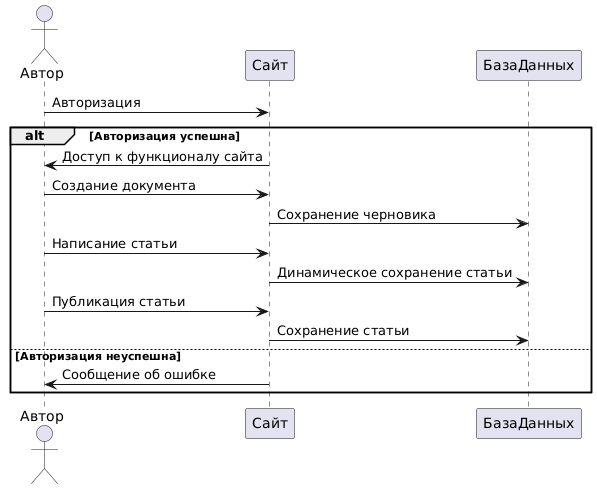 Автор
Сайт
БазаДанных
Авторизация
alt
[Авторизация успешна]
Доступ к функционалу сайта
Создание документа
Сохранение черновика
Написание статьи
Динамическое сохранение статьи
Публикация статьи
Сохранение статьи
[Авторизация неуспешна]
Сообщение об ошибке
Автор
Сайт
БазаДанных